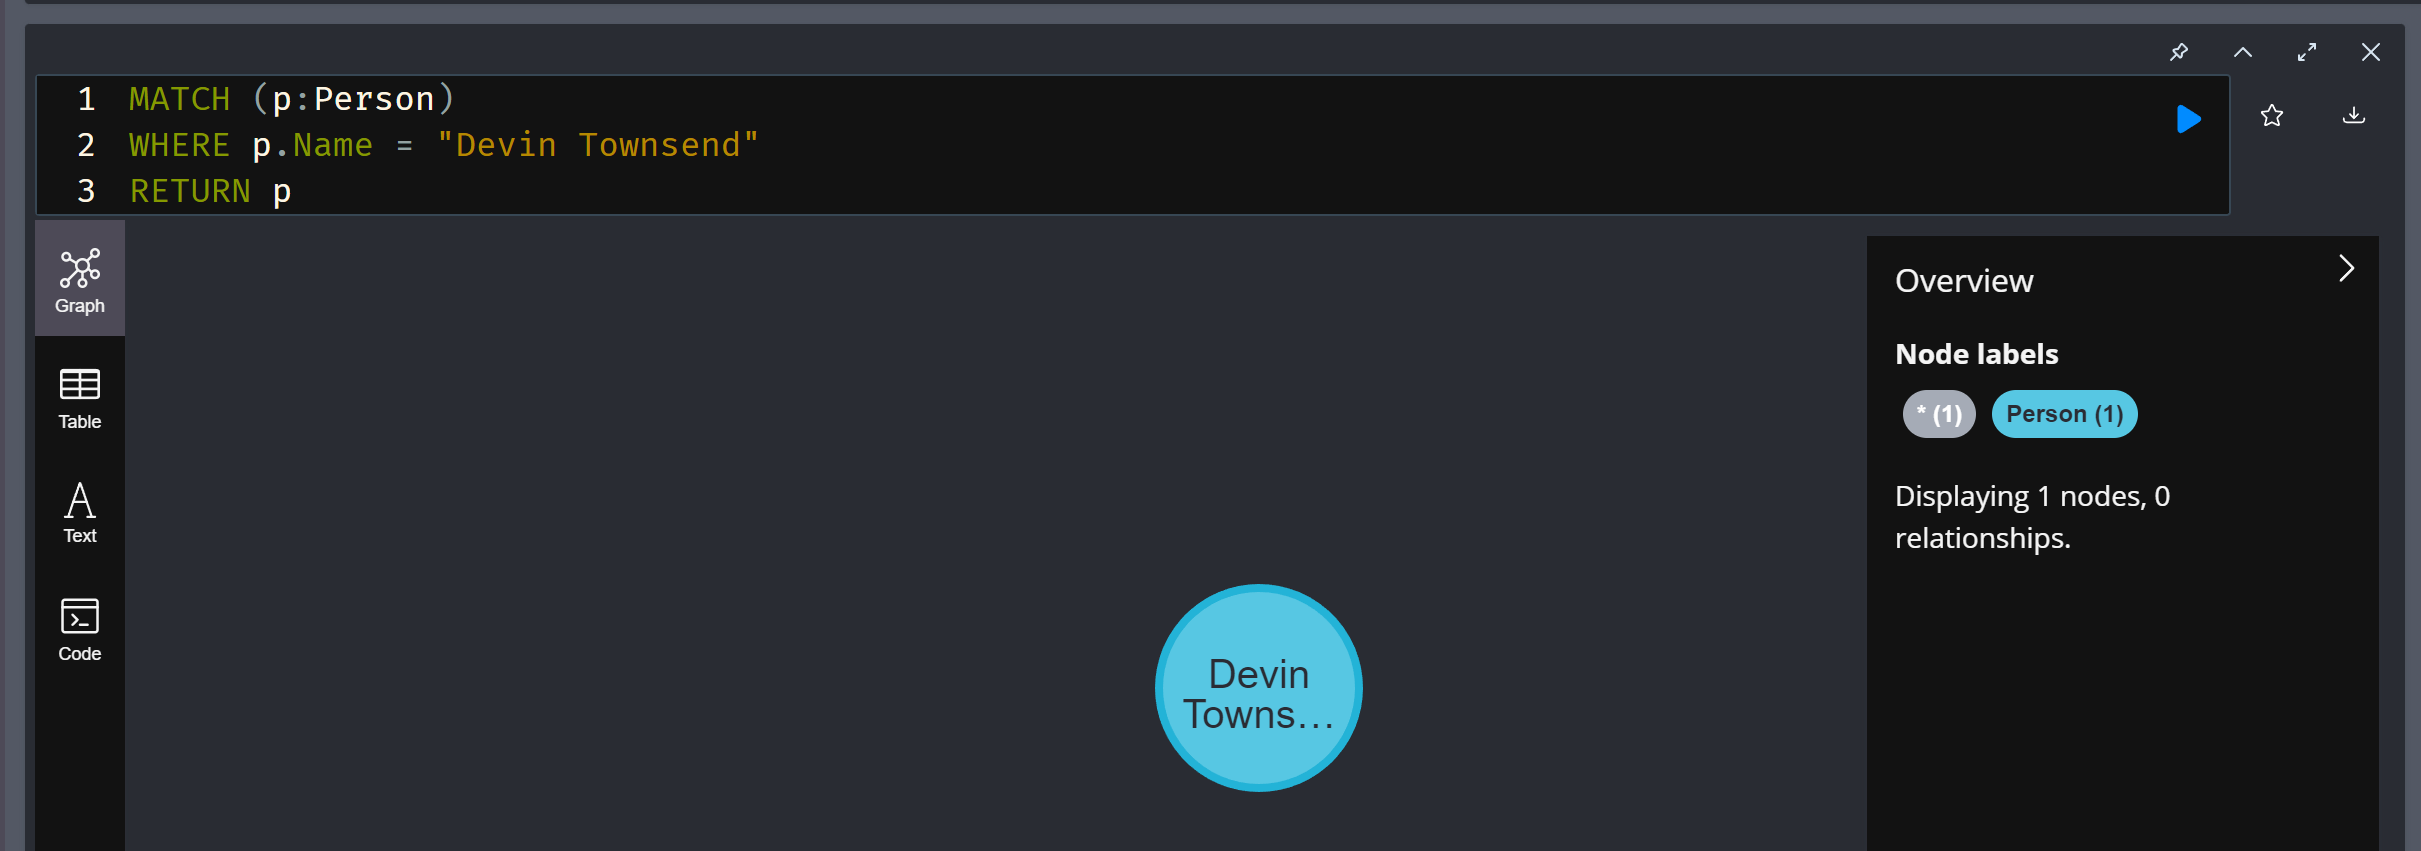 1 MATCH (p:Person)
2 WHERE p.Name = "Devin Townsend"
3 RETURN p
Graph
Table
Text
Code
Devin
Towns...
Overview
Node labels
* (1) Person (1)
Displaying 1 nodes, 0
relationships.